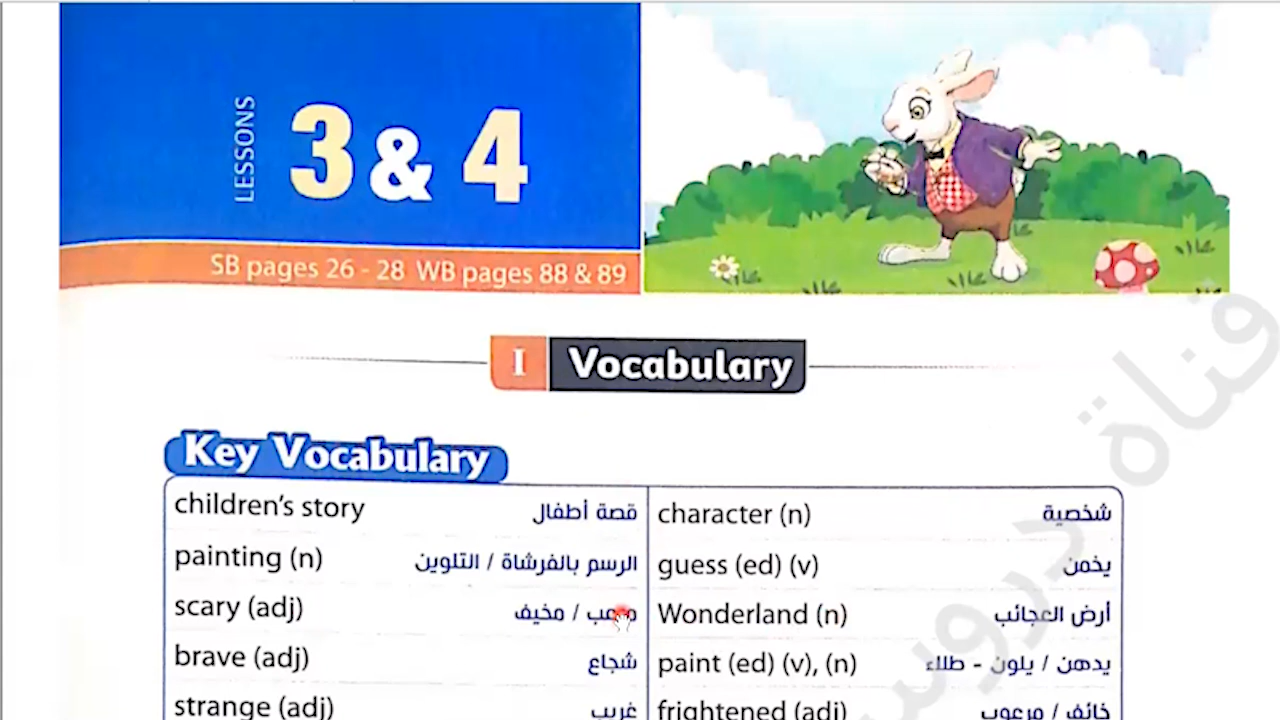 LESSONS
3 & 4
SB pages 26 - 28 WB pages 88 & 89
I Vocabulary
Key Vocabulary
children's story قصة أطفال character (n) شخصية
painting (n) الرسم بالفرشاة / التلوين guess (ed) (v) يخمن
scary (adj) / مخيف Wonderland (n) أرض العجائب
brave (adj) شجاع paint (ed) (v), (n) يدهن / يلون - طلاء
strange (adj) غريب frightened (adj) خائف / مرعوب
قناة دروس